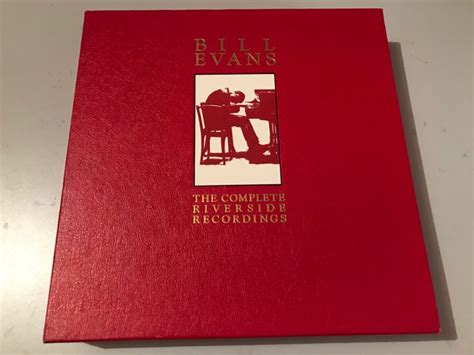 BILL
EVANS
THE COMPLETE
RIVERSIDE
RECORDINGS